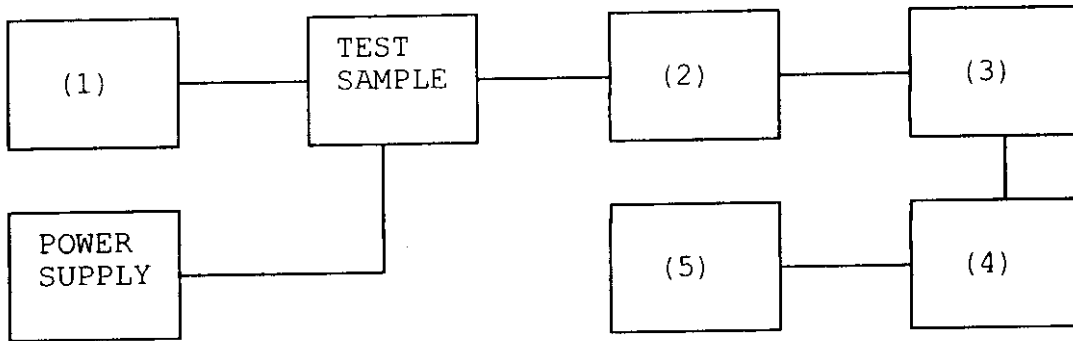 (1)
TEST
SAMPLE
(2)
(3)
POWER
SUPPLY
(5)
(4)